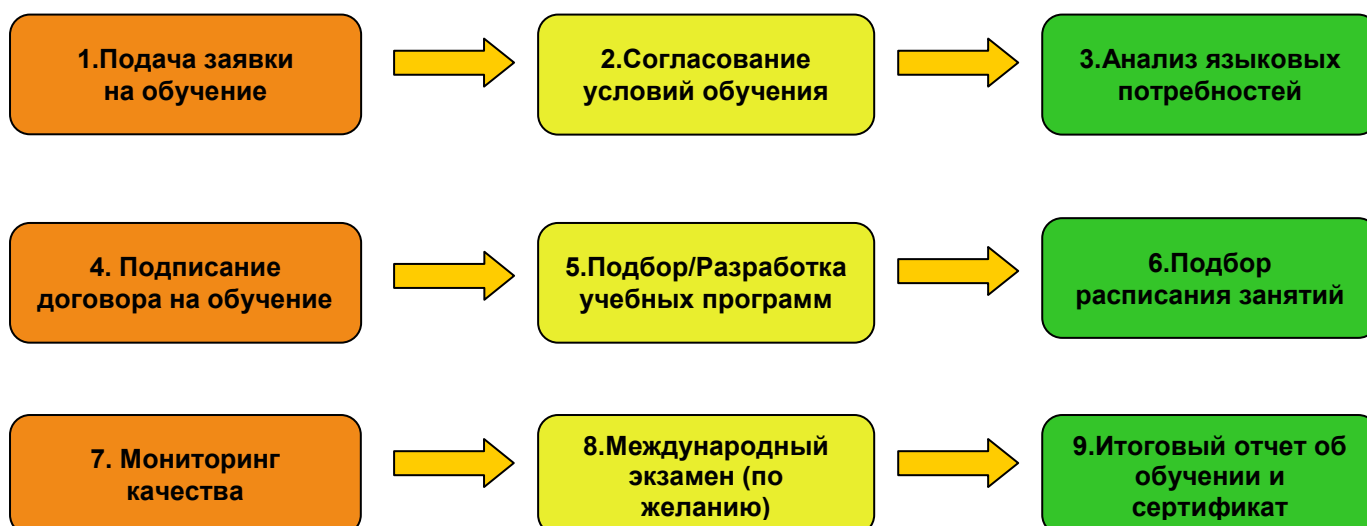 1.Подача заявки
на обучение
2.Согласование
условий обучения
3.Анализ языковых
потребностей
4. Подписание
договора на обучение
5.Подбор/Разработка
учебных программ
6.Подбор
расписания занятий
7. Мониторинг
качества
8.Международный
экзамен (по
желанию)
9.Итоговый отчет об
обучении и
сертификат